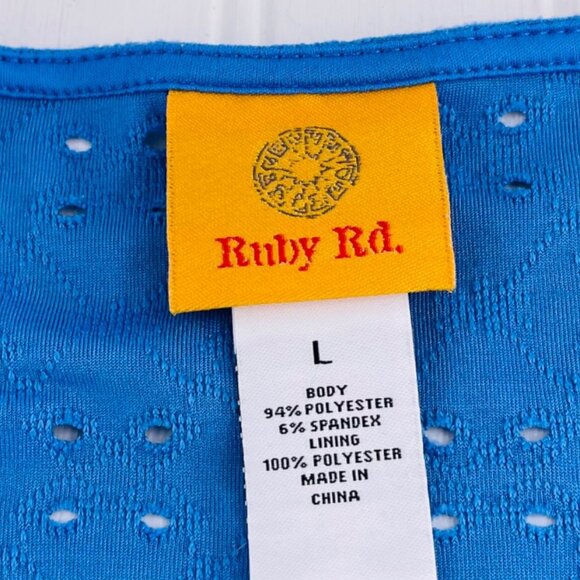 Ruby Rd.
L
BODY
94% POLYESTER
6% SPANDEX
LINING
100% POLYESTER
MADE IN
CHINA